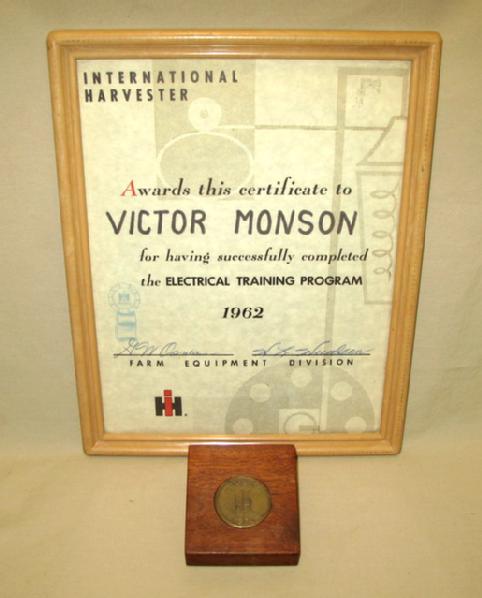 INTERNATIONAL
HARVESTER
Awards this certificate to
VICTOR MONSON
for having successfully completed
the ELECTRICAL TRAINING PROGRAM
1962
FARM EQUIPMENT DIVISION
IH